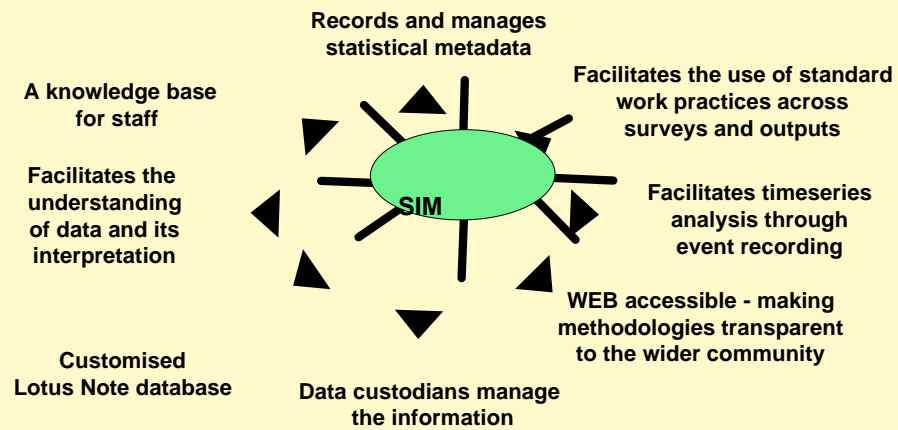 Records and manages
statistical metadata
A knowledge base
for staff
Facilitates the use of standard
work practices across
surveys and outputs
Facilitates the
understanding
of data and its
interpretation
SIM
Facilitates timeseries
analysis through
event recording
WEB accessible - making
methodologies transparent
to the wider community
Customised
Lotus Note database
Data custodians manage
the information